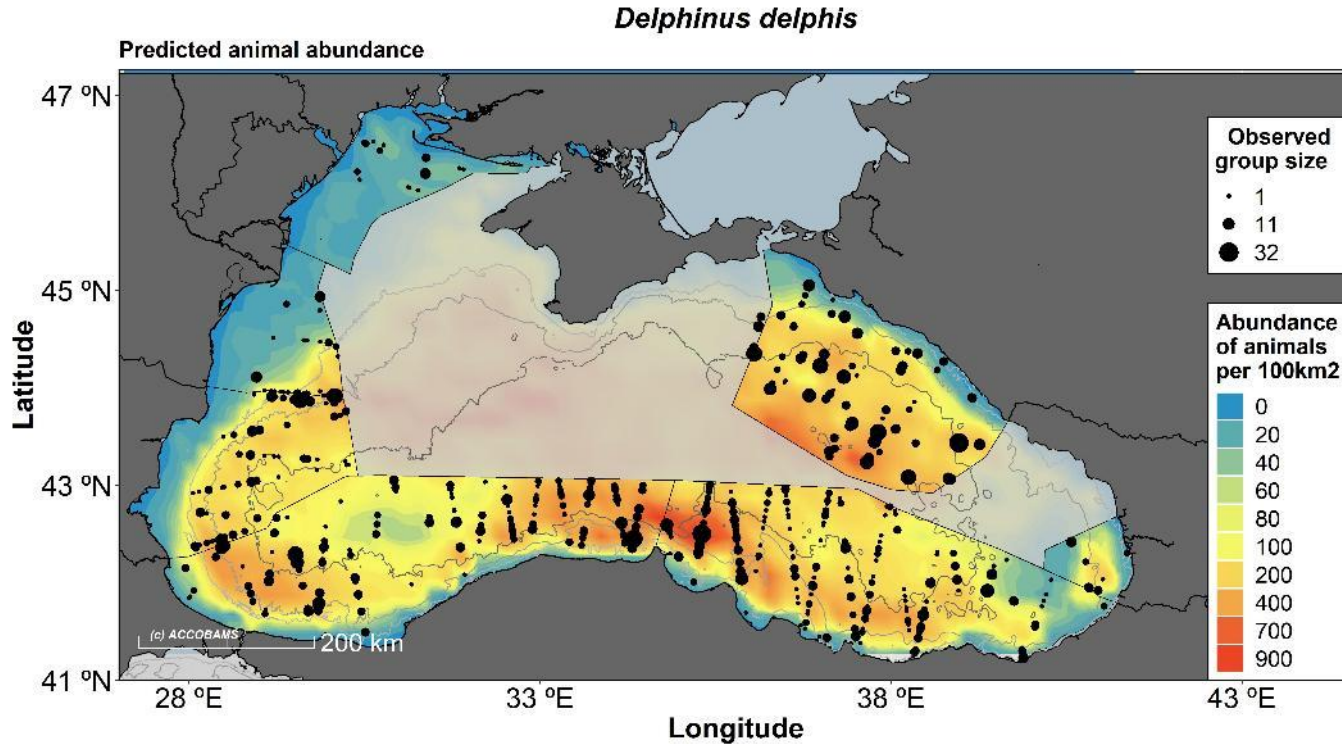 Delphinus delphis
Predicted animal abundance
47 ºN
45 ºN
43 ºN
41 ºN
Latitude
28 ºE
33 ºE
38 ºE
43 ºE
Longitude
(c) ACCOBAMS
200 km
Observed
group size
1
11
32
Abundance
of animals
per 100km2
0
20
40
60
80
100
200
400
700
900